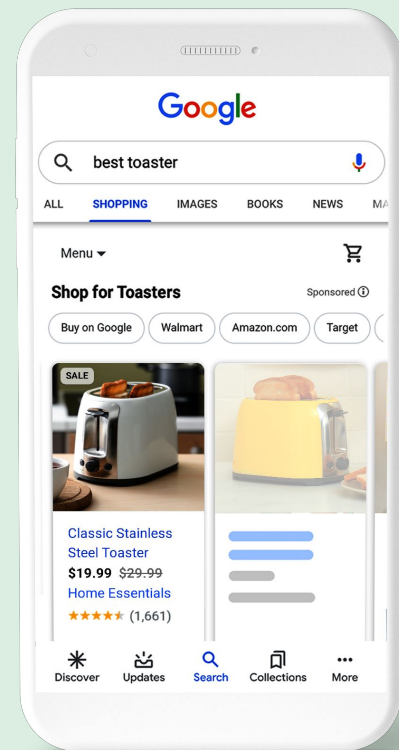 Google
best toaster
ALL SHOPPING IMAGES BOOKS NEWS MA
Menu
Shop for Toasters Sponsored
Buy on Google Walmart Amazon.com Target
SALE
Classic Stainless
Steel Toaster
$19.99 $29.99
Home Essentials
(1,661)
Discover Updates Search Collections More